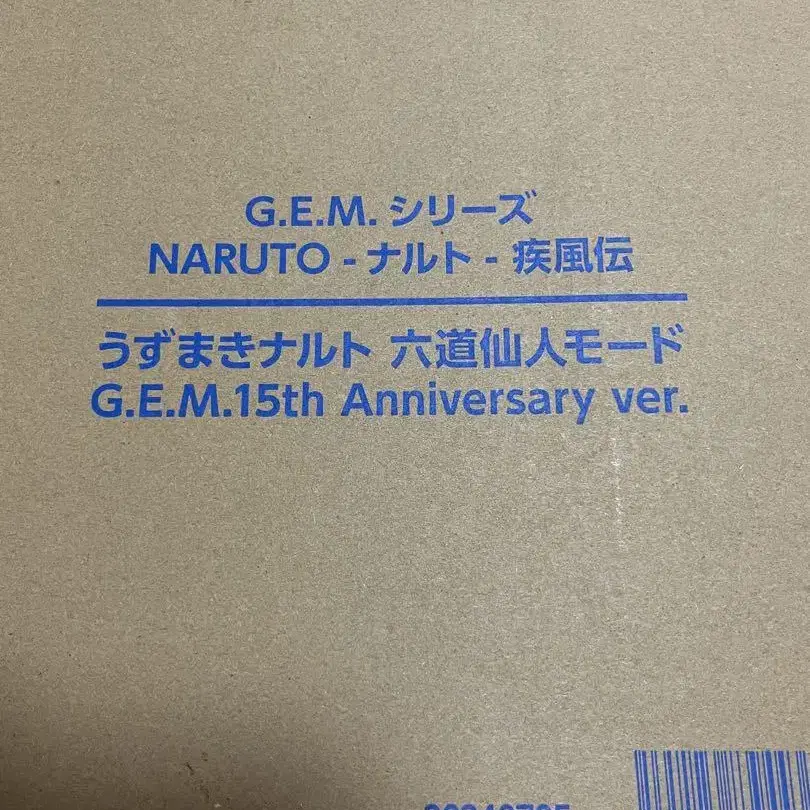 G.E.M. シリーズ
NARUTO - ナルト - 疾風伝
うずまきナルト 六道仙人モード
G.E.M.15th Anniversary ver.